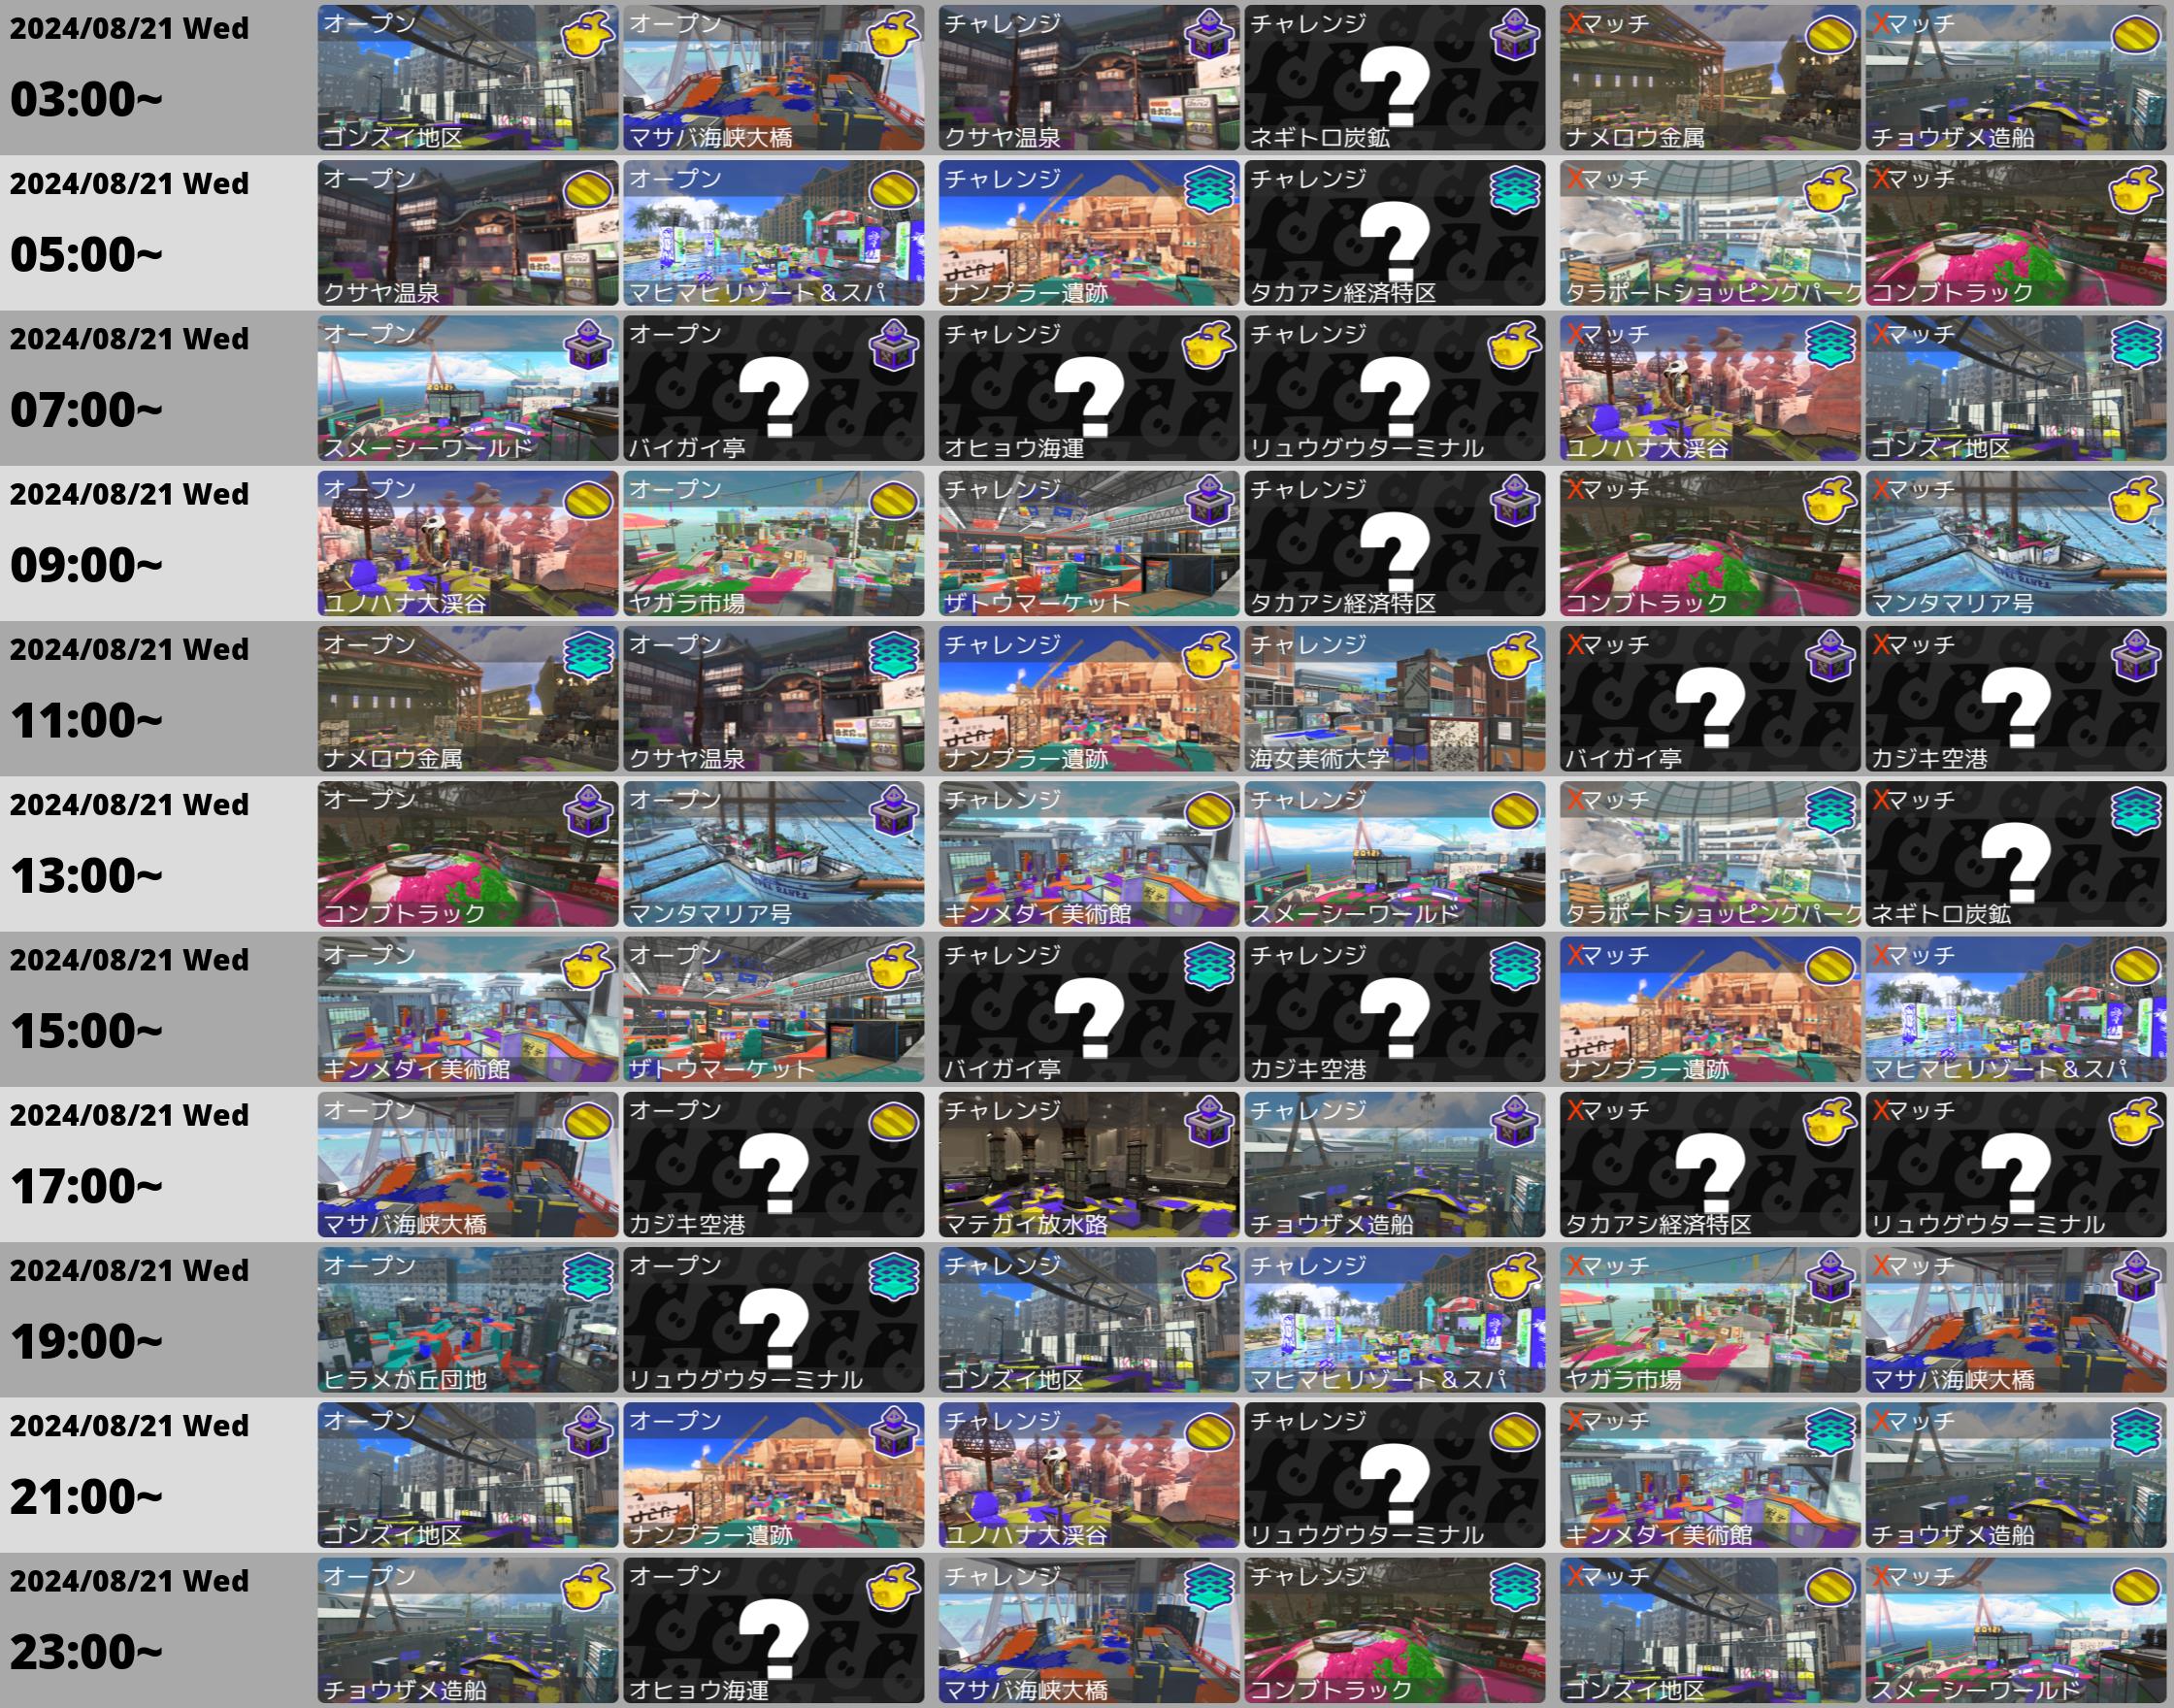 2024/08/21 Wed
03:00~
オープン
ゴンズイ地区
オープン
マサバ海峡大橋
チャレンジ
クサヤ温泉
チャレンジ
ネギトロ炭鉱
Xマッチ
ナメロウ金属
Xマッチ
チョウザメ造船
2024/08/21 Wed
05:00~
オープン
クサヤ温泉
オープン
マヒマヒリゾート＆スパ
チャレンジ
ナンプラー遺跡
チャレンジ
タカアシ経済特区
Xマッチ
タラポートショッピングパーク
Xマッチ
コンブトラック
2024/08/21 Wed
07:00~
オープン
スメーシーワールド
オープン
バイガイ亭
チャレンジ
オヒョウ海運
チャレンジ
リュウグウターミナル
Xマッチ
ユノハナ大渓谷
Xマッチ
ゴンズイ地区
2024/08/21 Wed
09:00~
オープン
ユノハナ大渓谷
オープン
ヤガラ市場
チャレンジ
ザトウマーケット
チャレンジ
タカアシ経済特区
Xマッチ
コンブトラック
Xマッチ
マンタマリア号
2024/08/21 Wed
11:00~
オープン
ナメロウ金属
オープン
クサヤ温泉
チャレンジ
ナンプラー遺跡
チャレンジ
海女美術大学
Xマッチ
バイガイ亭
Xマッチ
カジキ空港
2024/08/21 Wed
13:00~
オープン
コンブトラック
オープン
マンタマリア号
チャレンジ
キンメダイ美術館
チャレンジ
スメーシーワールド
Xマッチ
タラポートショッピングパーク
Xマッチ
ネギトロ炭鉱
2024/08/21 Wed
15:00~
オープン
キンメダイ美術館
オープン
ザトウマーケット
チャレンジ
バイガイ亭
チャレンジ
カジキ空港
Xマッチ
ナンプラー遺跡
Xマッチ
マヒマヒリゾート＆スパ
2024/08/21 Wed
17:00~
オープン
マサバ海峡大橋
オープン
カジキ空港
チャレンジ
マテガイ放水路
チャレンジ
チョウザメ造船
Xマッチ
タカアシ経済特区
Xマッチ
リュウグウターミナル
2024/08/21 Wed
19:00~
オープン
ヒラメが丘団地
オープン
リュウグウターミナル
チャレンジ
ゴンズイ地区
チャレンジ
マヒマヒリゾート＆スパ
Xマッチ
ヤガラ市場
Xマッチ
マサバ海峡大橋
2024/08/21 Wed
21:00~
オープン
ゴンズイ地区
オープン
ナンプラー遺跡
チャレンジ
ユノハナ大渓谷
チャレンジ
リュウグウターミナル
Xマッチ
キンメダイ美術館
Xマッチ
チョウザメ造船
2024/08/21 Wed
23:00~
オープン
チョウザメ造船
オープン
オヒョウ海運
チャレンジ
マサバ海峡大橋
チャレンジ
コンブトラック
Xマッチ
ゴンズイ地区
Xマッチ
スメーシーワールド